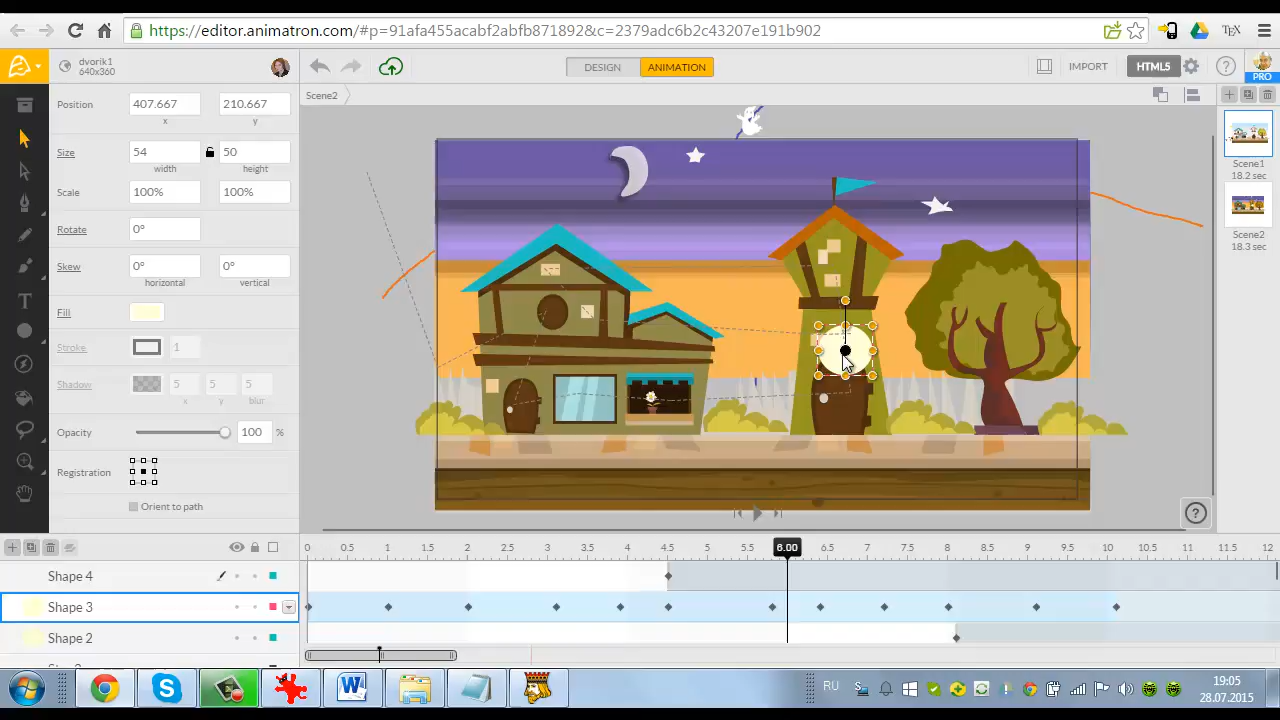 https://editor.animatron.com/#p=91afa455acabf2abfb871892&c=2379adc6b2c43207e191b902
dvorik1
640x360
DESIGN
ANIMATION
IMPORT
HTML5
?
PRO
Scene2
Position
407.667
210.667
x
y
Size
54
50
width
height
Scale
100%
100%
Rotate
0°
Skew
0°
0°
horizontal
vertical
Fill
Stroke
1
Shadow
5
5
5
x
y
blur
Opacity
100
%
Registration
Orient to path
T
Scene1
18.2 sec
Scene2
18.3 sec
?
0 0.5 1 1.5 2 2.5 3 3.5 4 4.5 5 5.5 6.00 6.5 7 7.5 8 8.5 9 9.5 10 10.5 11 11.5 12
Shape 4
Shape 3
Shape 2
RU
19:05
28.07.2015